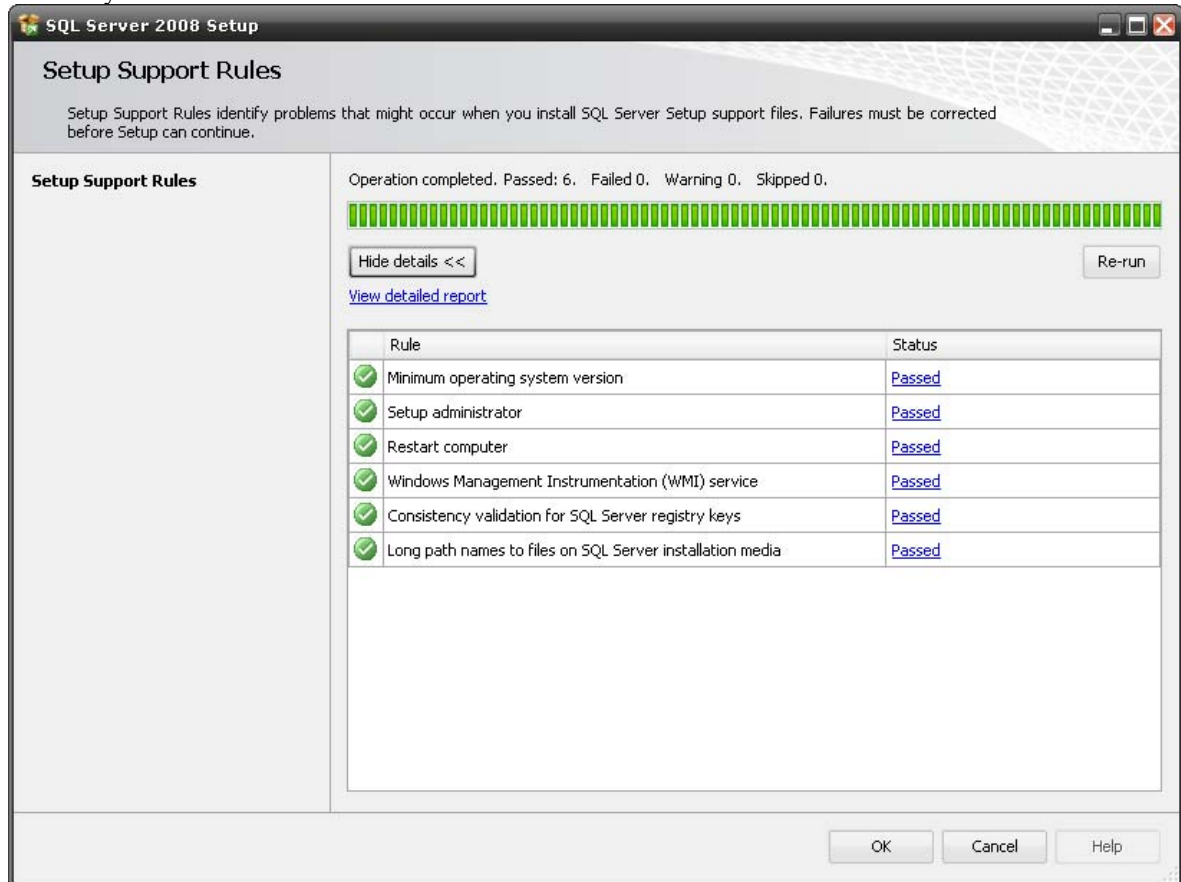 SQL Server 2008 Setup
Setup Support Rules
Setup Support Rules identify problems that might occur when you install SQL Server Setup support files. Failures must be corrected
before Setup can continue.
Setup Support Rules
Operation completed. Passed: 6. Failed 0. Warning 0. Skipped 0.
Hide details <<
Re-run
View detailed report
Rule Status
Minimum operating system version Passed
Setup administrator Passed
Restart computer Passed
Windows Management Instrumentation (WMI) service Passed
Consistency validation for SQL Server registry keys Passed
Long path names to files on SQL Server installation media Passed
OK Cancel Help